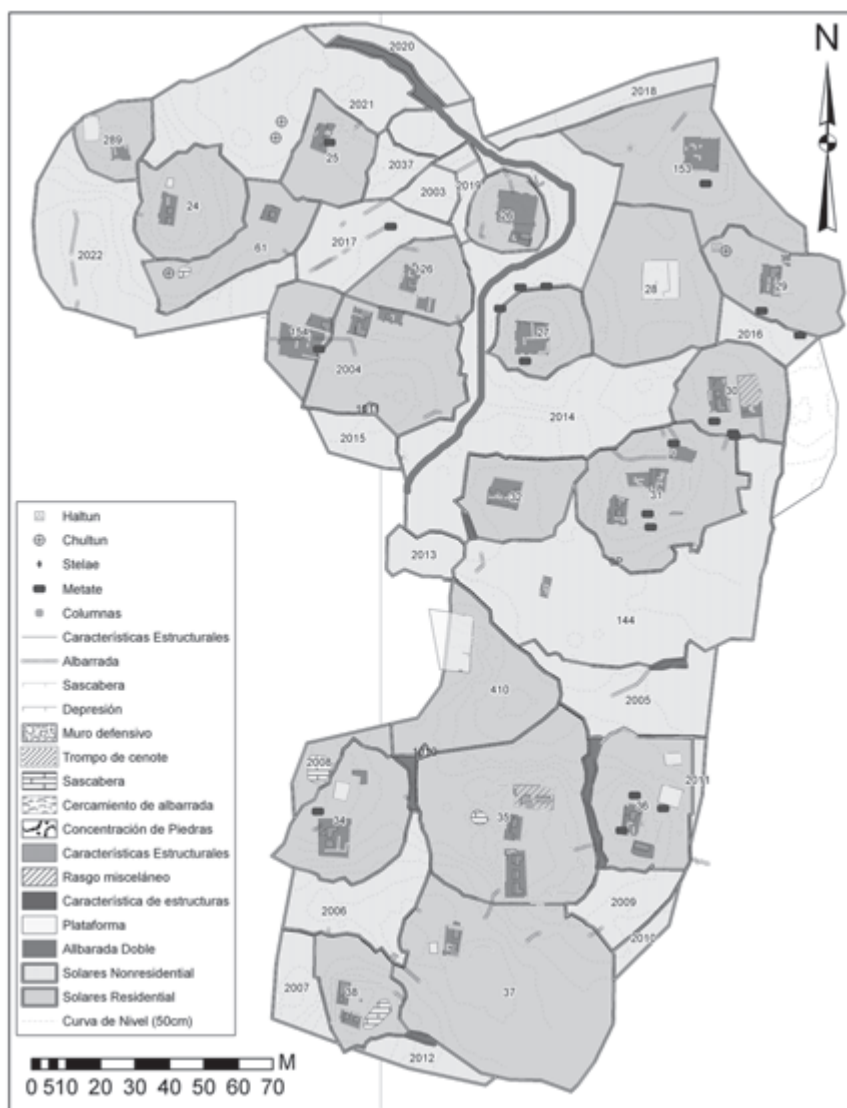 N
2020
2018
2021
289
25
2037
153
2003
2019
24
20
61
2017
2022
26
28
29
154
27
2016
2004
30
2014
2015
32
31
2013
144
410
2005
2008
2011
34
35
36
2006
2009
2010
2007
38
37
2012
Haltun
Chultun
Stelae
Metate
Columnas
Características Estructurales
Albarrada
Sascabera
Depresión
Muro defensivo
Trompo de cenote
Sascabera
Cercamiento de albarrada
Concentración de Piedras
Características Estructurales
Rasgo misceláneo
Característica de estructuras
Plataforma
Allbarada Doble
Solares Nonresidential
Solares Residential
Curva de Nivel (50cm)
M
0 510 20 30 40 50 60 70